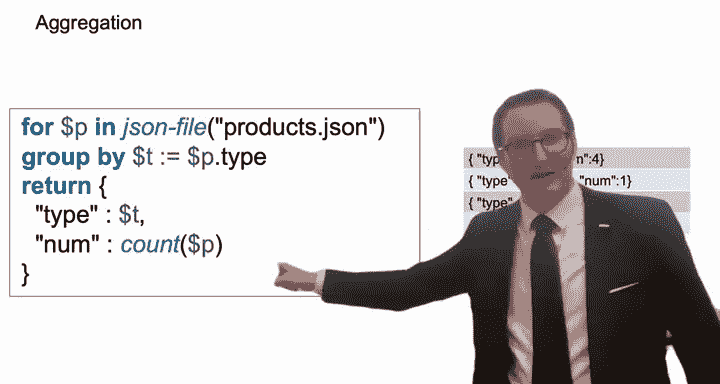 Aggregation
for $p in json-file("products.json")
group by $t := $p.type
return {
"type" : $t,
"num" : count($p)
}
{ "typ n":4}
{ "type "num":1}
{ "type"